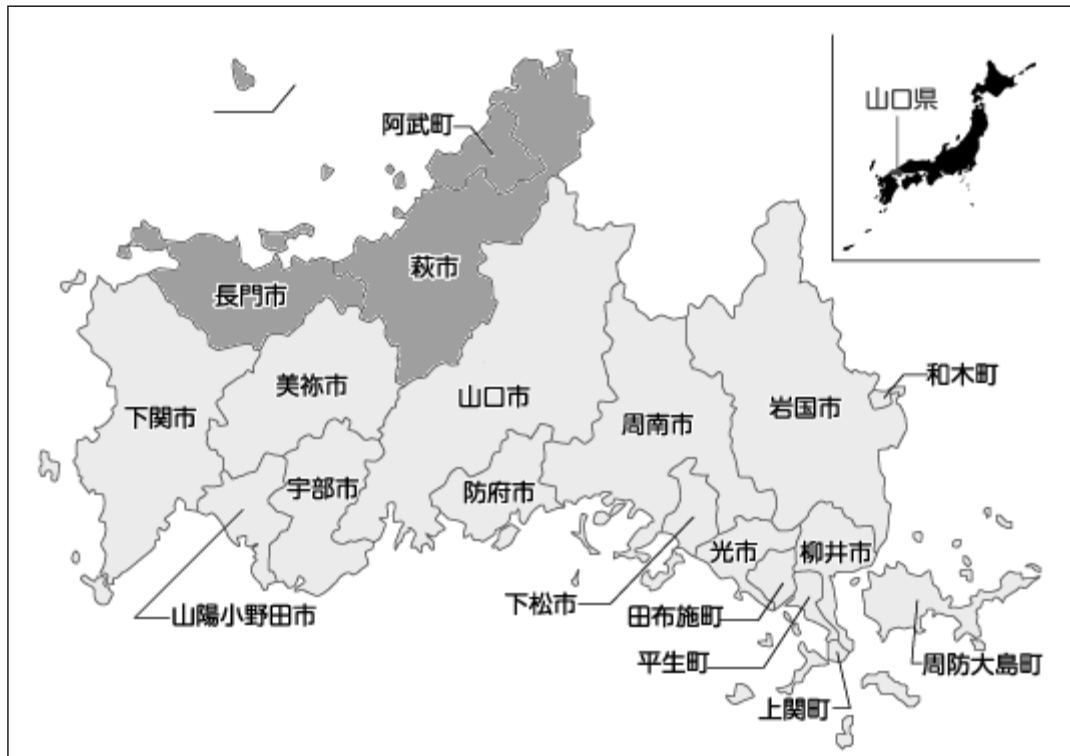 阿武町
山口県
萩市
長門市
和木町
美祢市
山口市
岩国市
下関市
周南市
宇部市
防府市
光市
柳井市
山陽小野田市
下松市
田布施町
平生町
周防大島町
上関町